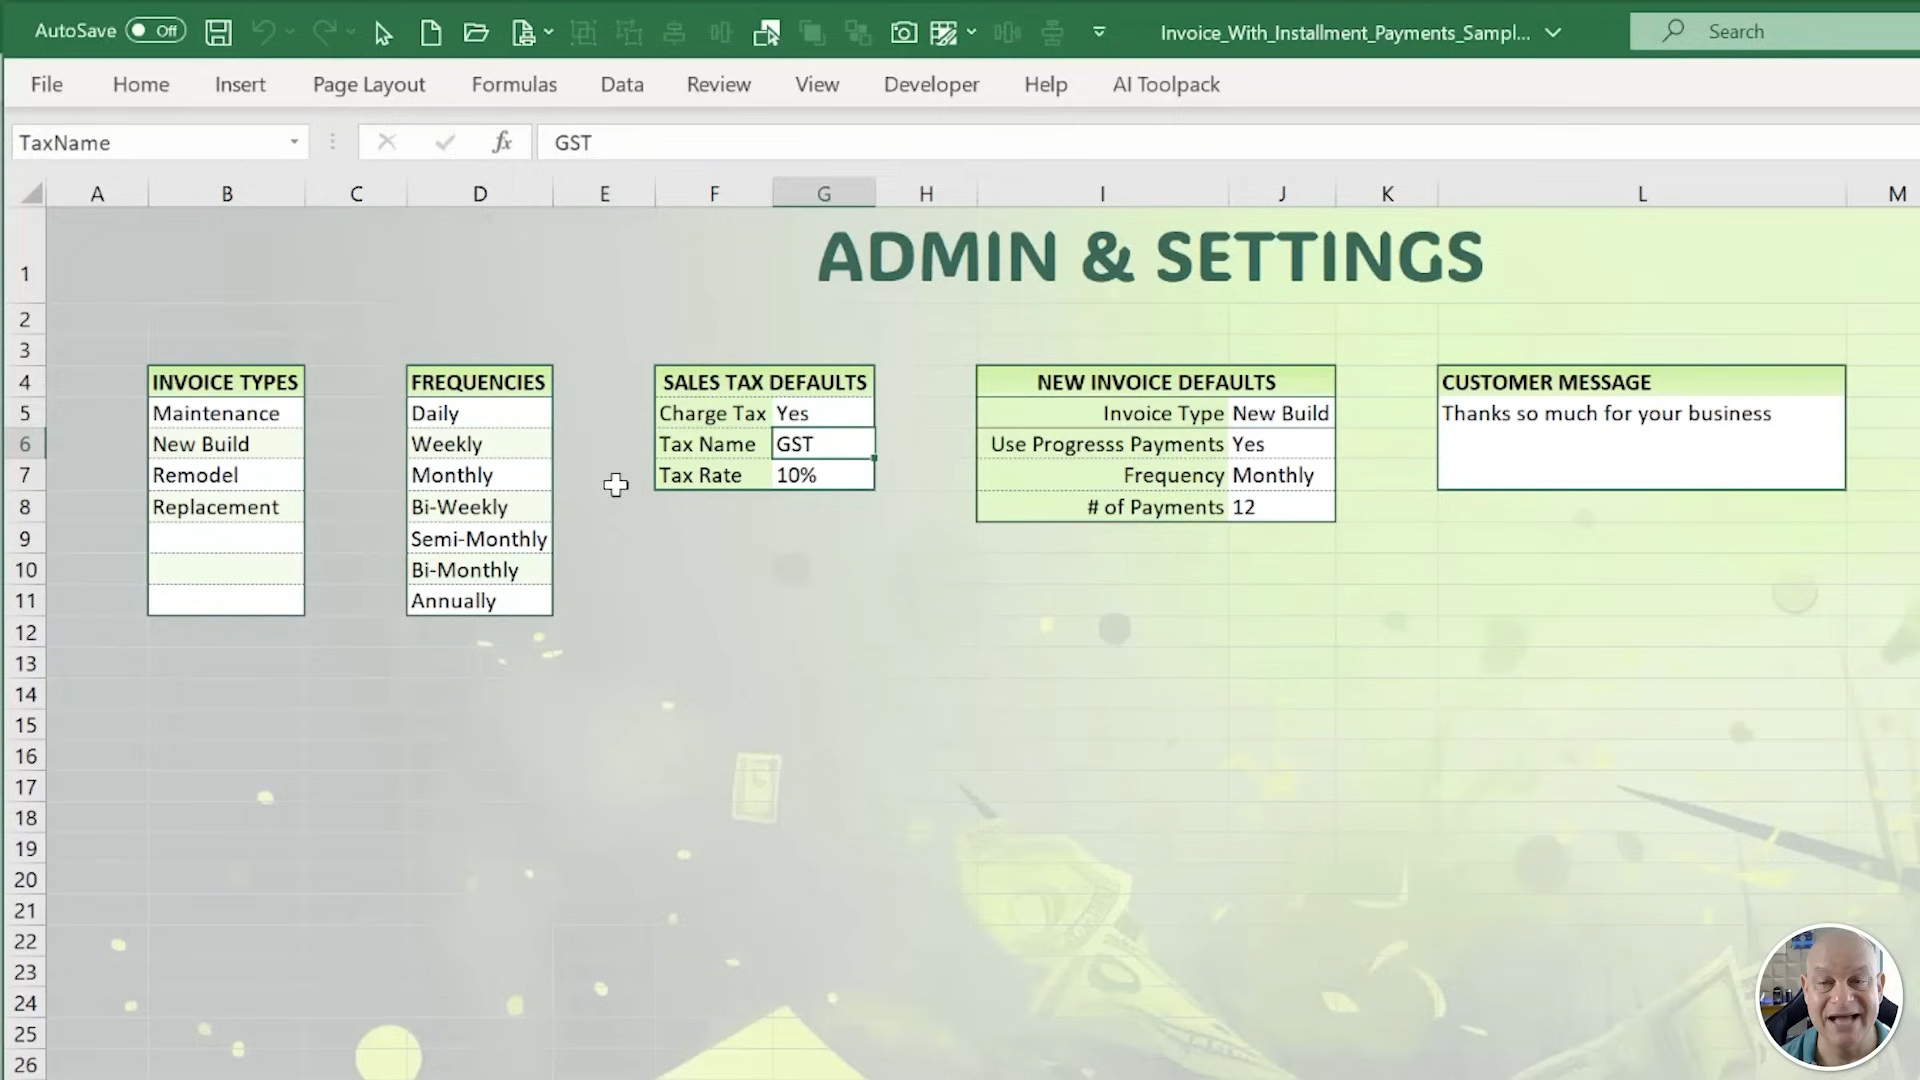 AutoSave Off
Invoice_With_Installment_Payments_Sampl...
Search
File Home Insert Page Layout Formulas Data Review View Developer Help AI Toolpack
TaxName
fx
GST
A B C D E F G H I J K L M
1 ADMIN & SETTINGS
2
3
4 INVOICE TYPES FREQUENCIES SALES TAX DEFAULTS NEW INVOICE DEFAULTS CUSTOMER MESSAGE
5 Maintenance Daily Charge Tax Yes Invoice Type New Build Thanks so much for your business
6 New Build Weekly Tax Name GST Use Progresss Payments Yes
7 Remodel Monthly Tax Rate 10% Frequency Monthly
8 Replacement Bi-Weekly # of Payments 12
9 Semi-Monthly
10 Bi-Monthly
11 Annually
12
13
14
15
16
17
18
19
20
21
22
23
24
25
26